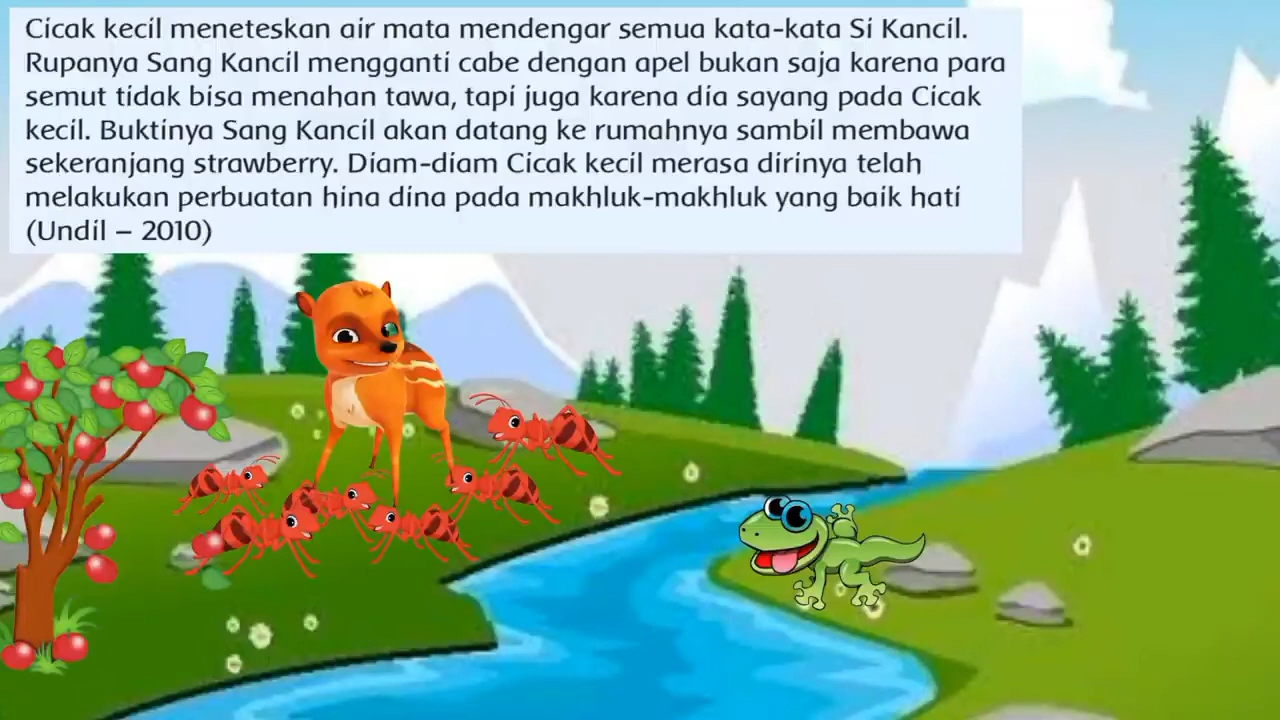 Cicak kecil meneteskan air mata mendengar semua kata-kata Si Kancil.
Rupanya Sang Kancil mengganti cabe dengan apel bukan saja karena para
semut tidak bisa menahan tawa, tapi juga karena dia sayang pada Cicak
kecil. Buktinya Sang Kancil akan datang ke rumahnya sambil membawa
sekeranjang strawberry. Diam-diam Cicak kecil merasa dirinya telah
melakukan perbuatan hina dina pada makhluk-makhluk yang baik hati
(Undil – 2010)